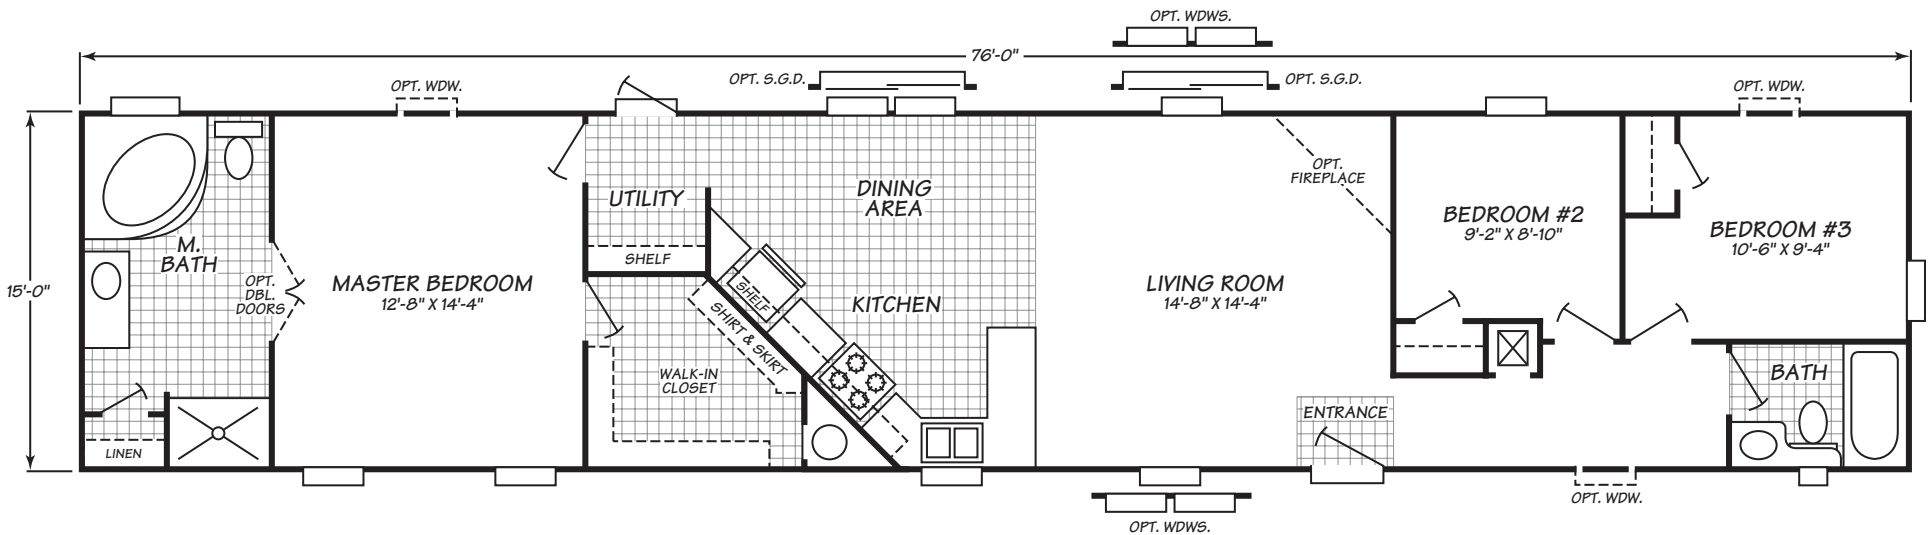 OPT. WDWS.
76'-0"
OPT. WDW.
OPT. S.G.D.
OPT. S.G.D.
OPT. WDW.
15'-0"
M.
BATH
OPT.
DBL.
DOORS
LINEN
MASTER BEDROOM
12'-8" X 14'-4"
UTILITY
SHELF
WALK-IN
CLOSET
SHIRT & SKIRT
SHELF
DINING
AREA
KITCHEN
LIVING ROOM
14'-8" X 14'-4"
OPT.
FIREPLACE
ENTRANCE
BEDROOM #2
9'-2" X 8'-10"
BEDROOM #3
10'-6" X 9'-4"
BATH
OPT. WDW.
OPT. WDWS.